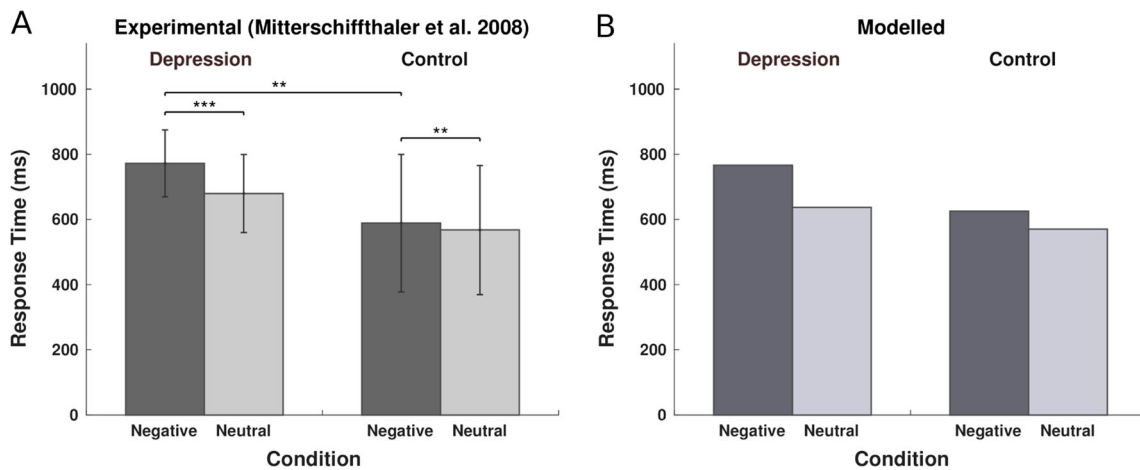 A
Experimental (Mitterschiffthaler et al. 2008)
Depression
Control
**
***
**
1000
800
600
400
200
0
Response Time (ms)
Negative Neutral
Negative Neutral
Condition
B
Modelled
Depression
Control
1000
800
600
400
200
0
Response Time (ms)
Negative Neutral
Negative Neutral
Condition